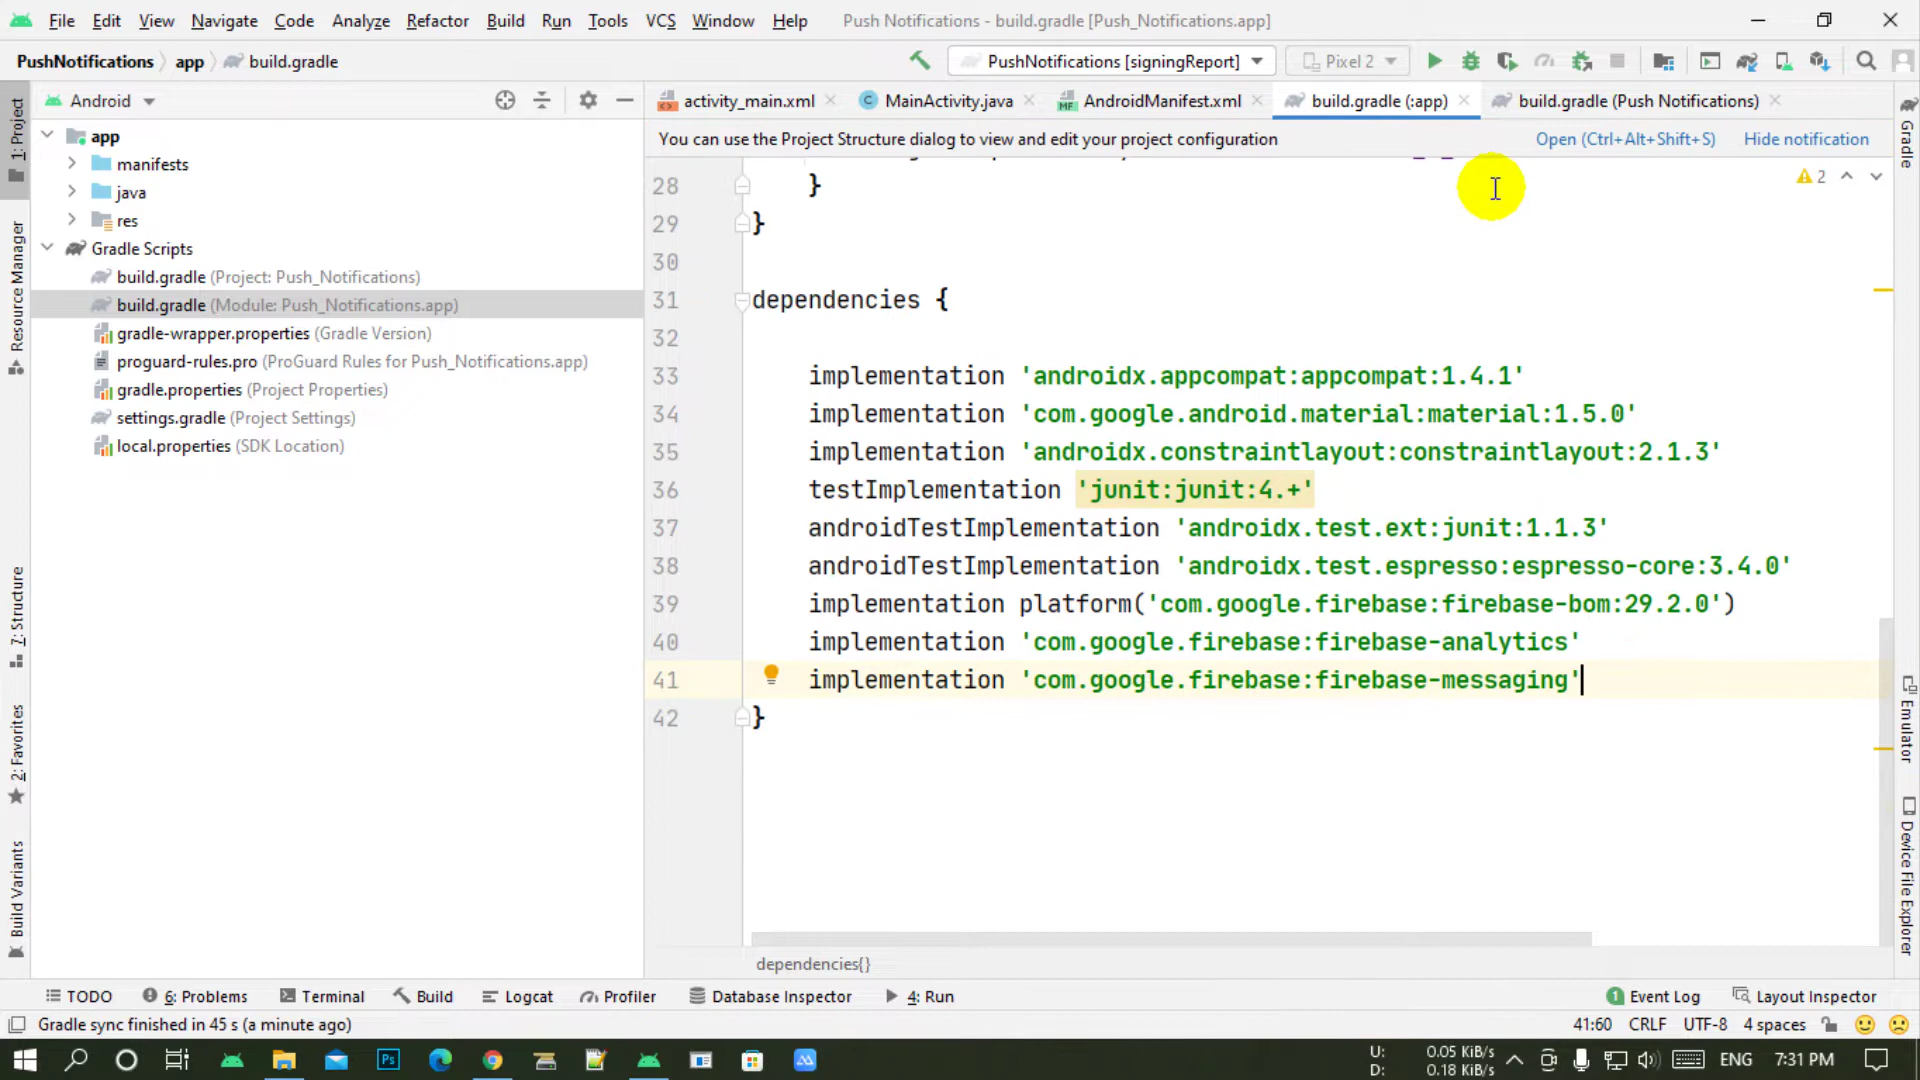 File Edit View Navigate Code Analyze Refactor Build Run Tools VCS Window Help Push Notifications - build.gradle [Push_Notifications.app]
PushNotifications app build.gradle PushNotifications [signingReport] Pixel 2
Android activity_main.xml MainActivity.java AndroidManifest.xml build.gradle (:app) build.gradle (Push Notifications)
You can use the Project Structure dialog to view and edit your project configuration Open (Ctrl+Alt+Shift+S) Hide notification
1: Project
Resource Manager
7: Structure
2: Favorites
Build Variants
app
manifests
java
res
Gradle Scripts
build.gradle (Project: Push_Notifications)
build.gradle (Module: Push_Notifications.app)
gradle-wrapper.properties (Gradle Version)
proguard-rules.pro (ProGuard Rules for Push_Notifications.app)
gradle.properties (Project Properties)
settings.gradle (Project Settings)
local.properties (SDK Location)
2
28 }
29 }
30
31 dependencies {
32
33 implementation 'androidx.appcompat:appcompat:1.4.1'
34 implementation 'com.google.android.material:material:1.5.0'
35 implementation 'androidx.constraintlayout:constraintlayout:2.1.3'
36 testImplementation 'junit:junit:4.+'
37 androidTestImplementation 'androidx.test.ext:junit:1.1.3'
38 androidTestImplementation 'androidx.test.espresso:espresso-core:3.4.0'
39 implementation platform('com.google.firebase:firebase-bom:29.2.0')
40 implementation 'com.google.firebase:firebase-analytics'
41 implementation 'com.google.firebase:firebase-messaging'
42 }
dependencies{}
Gradle
Emulator
Device File Explorer
TODO 6: Problems Terminal Build Logcat Profiler Database Inspector 4: Run 1 Event Log Layout Inspector
Gradle sync finished in 45 s (a minute ago) 41:60 CRLF UTF-8 4 spaces
Ps U: 0.05 KiB/s ENG 7:31 PM
D: 0.18 KiB/s